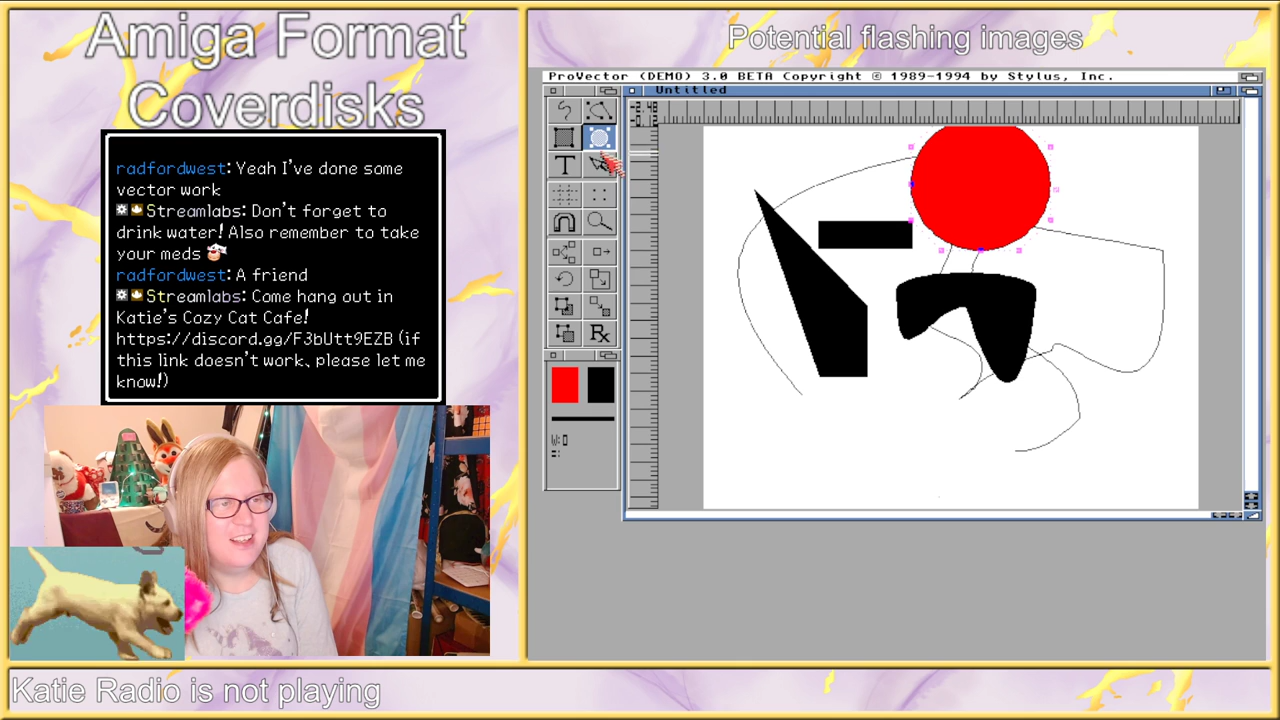 Amiga Format
Coverdisks
radfordwest: Yeah I've done some
vector work
Streamlabs: Don't forget to
drink water! Also remember to take
your meds
radfordwest: A friend
Streamlabs: Come hang out in
Katie's Cozy Cat Cafe!
https://discord.gg/F3bUtt9EZB (if
this link doesn't work, please let me
know!)
Potential flashing images
ProVector (DEMO) 3.0 BETA Copyright © 1989-1994 by Stylus, Inc.
Untitled
T
Rx
W:
Katie Radio is not playing